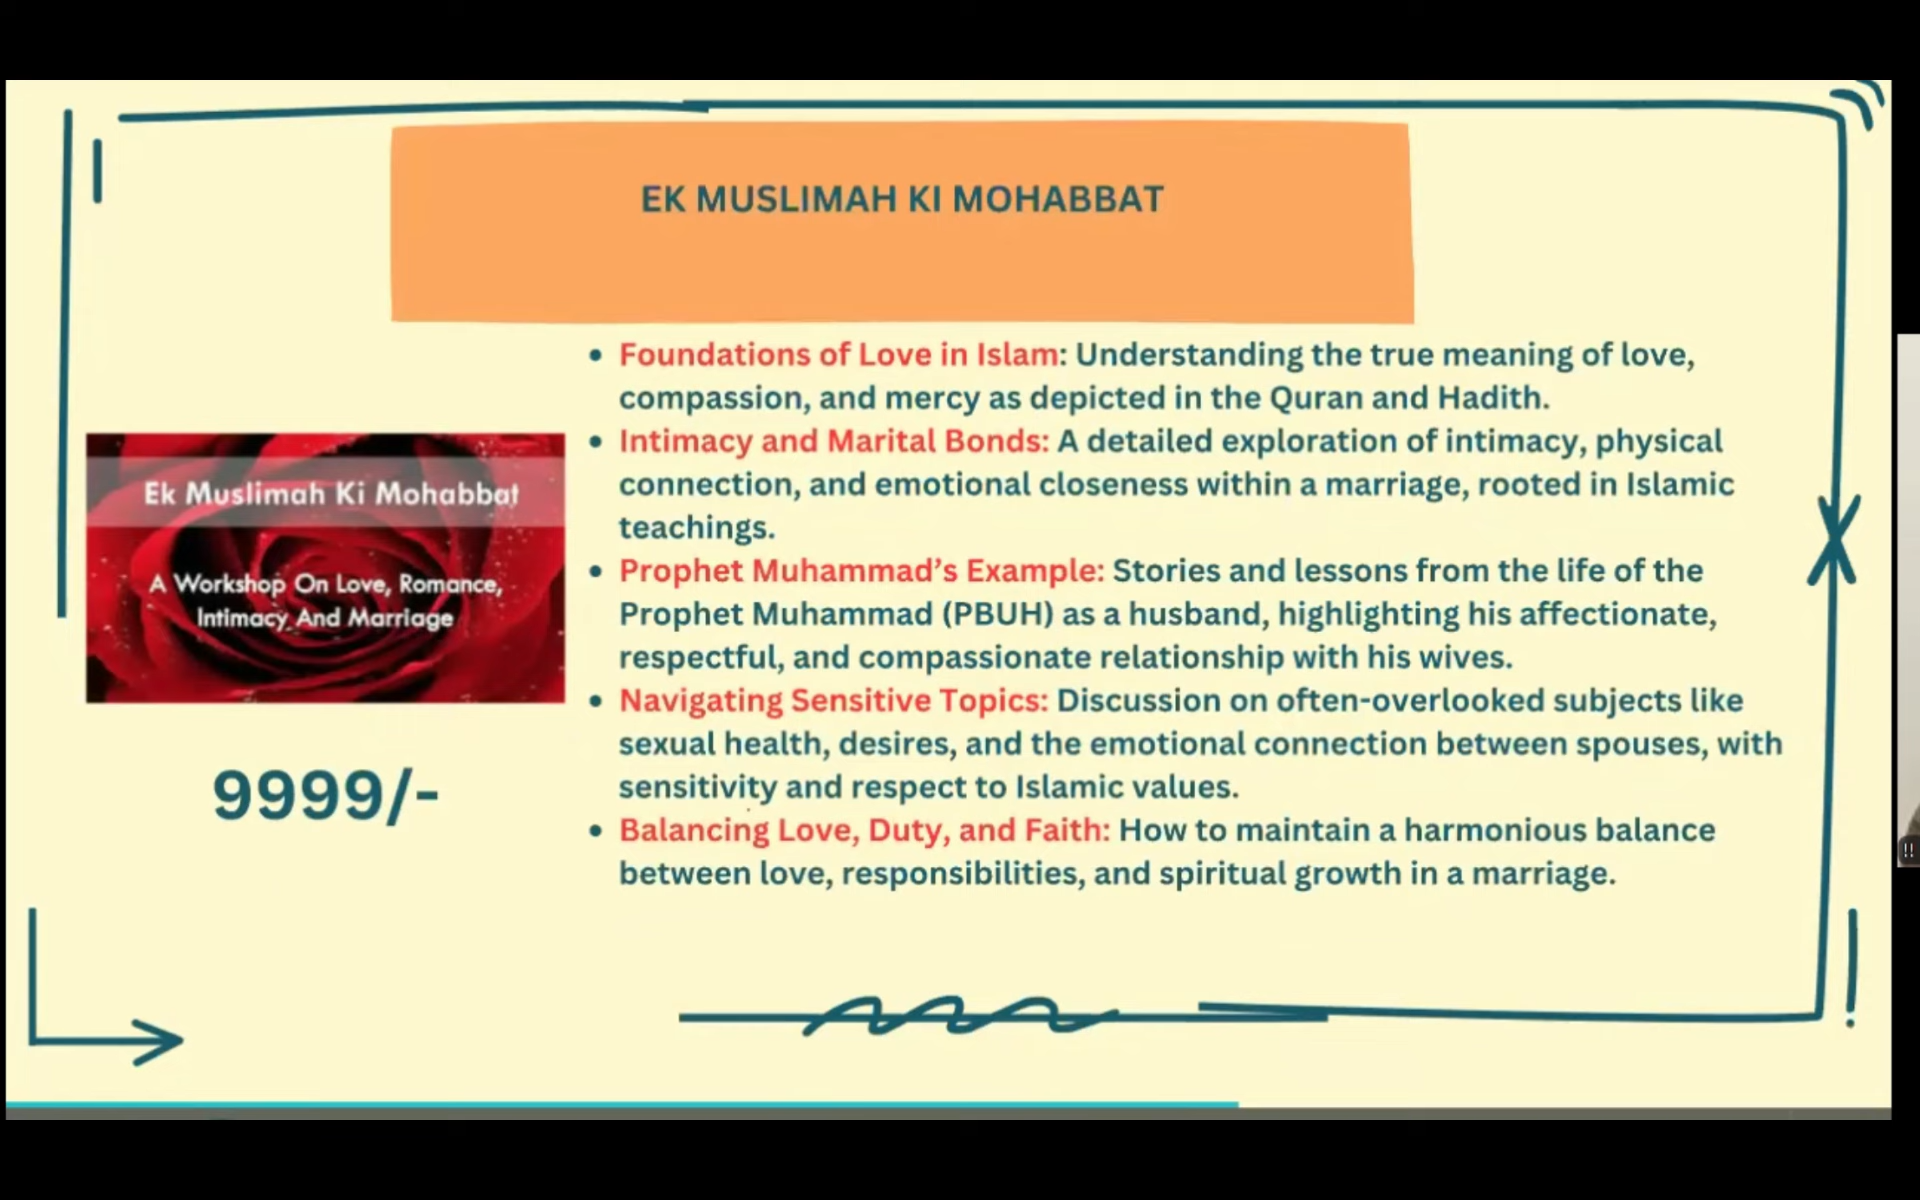 EK MUSLIMAH KI MOHABBAT
Ek Muslimah Ki Mohabbat
A Workshop On Love, Romance,
Intimacy And Marriage
9999/-
• Foundations of Love in Islam: Understanding the true meaning of love,
compassion, and mercy as depicted in the Quran and Hadith.
• Intimacy and Marital Bonds: A detailed exploration of intimacy, physical
connection, and emotional closeness within a marriage, rooted in Islamic
teachings.
• Prophet Muhammad’s Example: Stories and lessons from the life of the
Prophet Muhammad (PBUH) as a husband, highlighting his affectionate,
respectful, and compassionate relationship with his wives.
• Navigating Sensitive Topics: Discussion on often-overlooked subjects like
sexual health, desires, and the emotional connection between spouses, with
sensitivity and respect to Islamic values.
• Balancing Love, Duty, and Faith: How to maintain a harmonious balance
between love, responsibilities, and spiritual growth in a marriage.